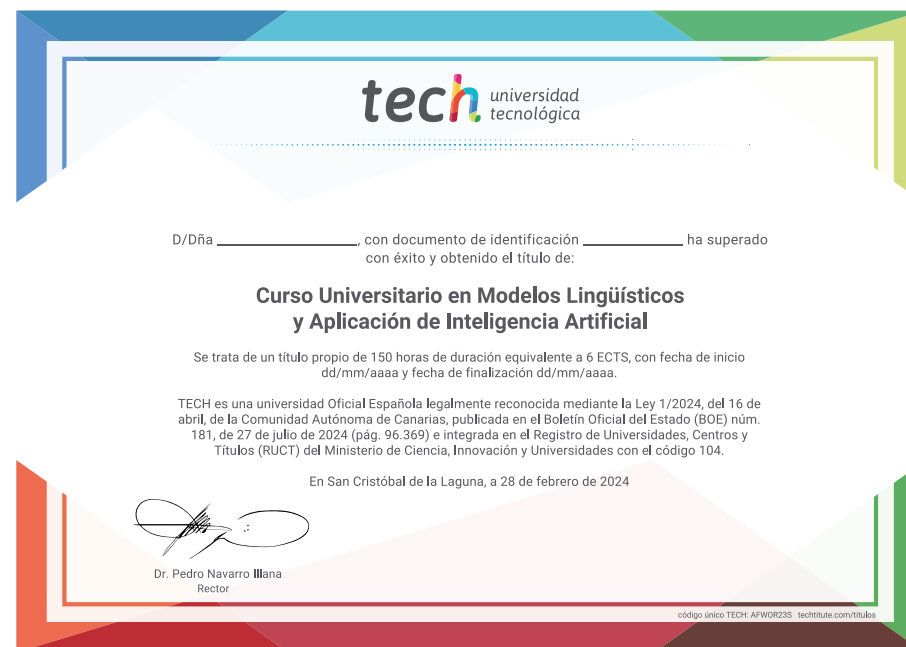 tech universidad
tecnológica
D/Dña ____________________, con documento de identificación ______________ ha superado
con éxito y obtenido el título de:
Curso Universitario en Modelos Lingüísticos
y Aplicación de Inteligencia Artificial
Se trata de un título propio de 150 horas de duración equivalente a 6 ECTS, con fecha de inicio
dd/mm/aaaa y fecha de finalización dd/mm/aaaa.
TECH es una universidad Oficial Española legalmente reconocida mediante la Ley 1/2024, del 16 de
abril, de la Comunidad Autónoma de Canarias, publicada en el Boletín Oficial del Estado (BOE) núm.
181, de 27 de julio de 2024 (pág. 96.369) e integrada en el Registro de Universidades, Centros y
Títulos (RUCT) del Ministerio de Ciencia, Innovación y Universidades con el código 104.
En San Cristóbal de la Laguna, a 28 de febrero de 2024
Dr. Pedro Navarro Illana
Rector
código único TECH: AFWOR23S techtitute.com/titulos